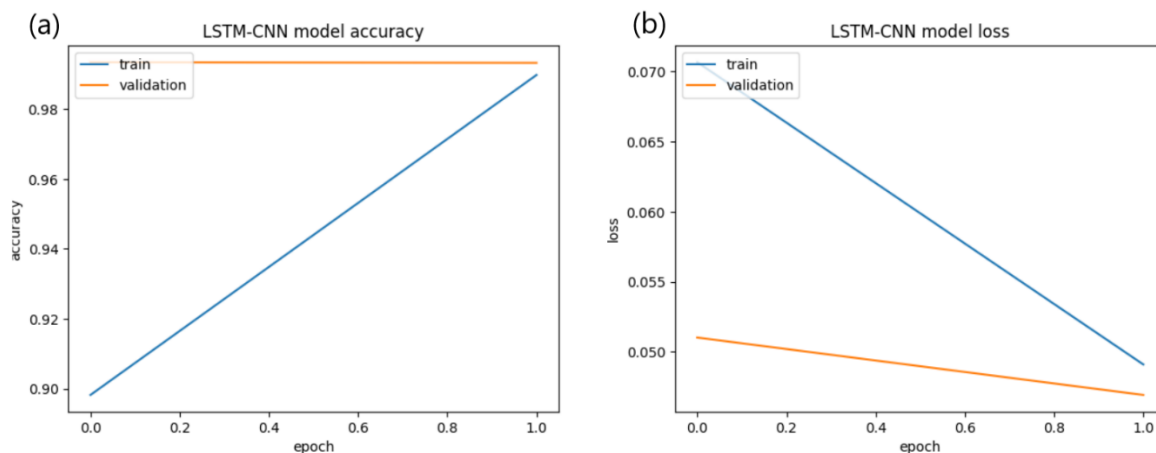 (a)
LSTM-CNN model accuracy
train
validation
0.98
0.96
0.94
0.92
0.90
accuracy
0.0 0.2 0.4 0.6 0.8 1.0
epoch
(b)
LSTM-CNN model loss
train
validation
0.070
0.065
0.060
0.055
0.050
loss
0.0 0.2 0.4 0.6 0.8 1.0
epoch